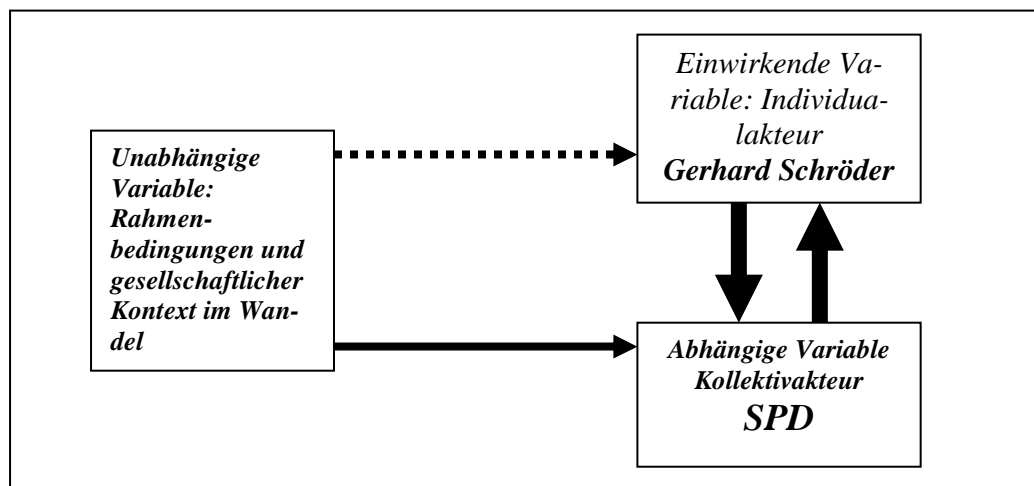 Unabhängige
Variable:
Rahmen-
bedingungen und
gesellschaftlicher
Kontext im Wan-
del
Einwirkende Va-
riable: Individua-
lakteur
Gerhard Schröder
Abhängige Variable
Kollektivakteur
SPD